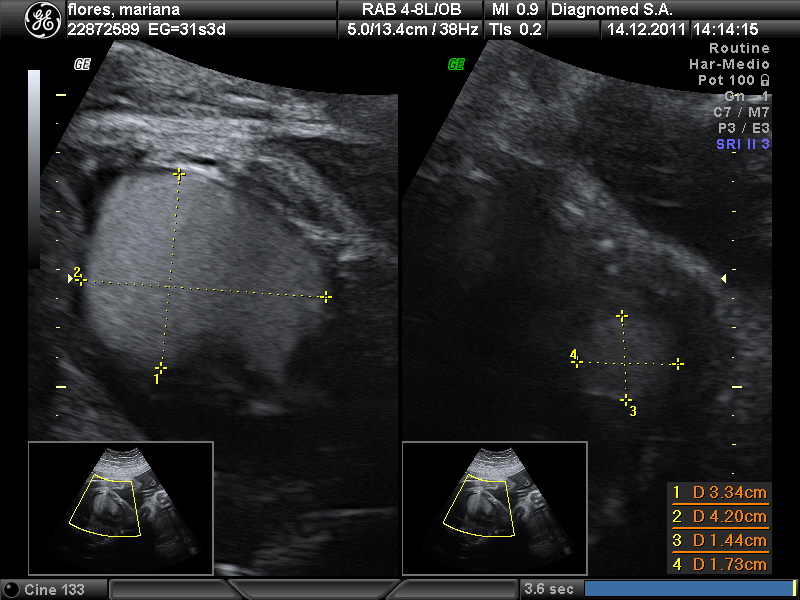 flores, mariana
RAB 4-8L/OB
MI 0.9
Diagnomed S.A.
22872589 EG=31s3d
5.0/13.4cm / 38Hz
TIs 0.2
14.12.2011
14:14:15
GE
GE
Routine
Har-Medio
Pot 100
Gn -1
C7 / M7
P3 / E3
SRI II 3
2
1
4
3
1 D 3.34cm
2 D 4.20cm
3 D 1.44cm
4 D 1.73cm
Cine 133
3.6 sec